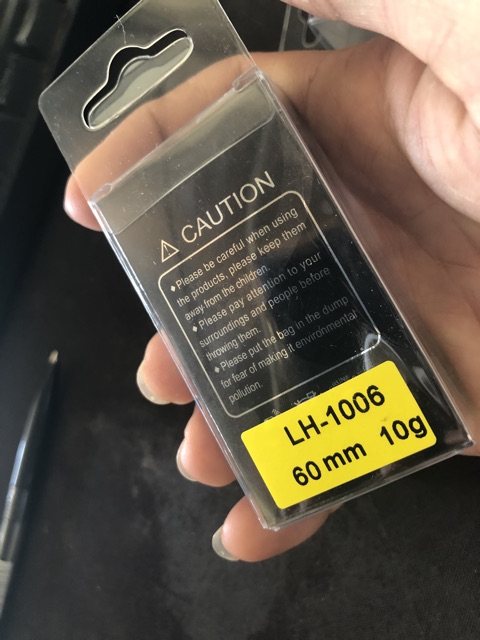 ⚠ CAUTION
♦Please be careful when using
the products, please keep them
away from the children.
♦Please pay attention to your
surroundings and people before
throwing them.
♦Please put the bag in the dump
for fear of making it environmental
pollution.
LH-1006
60mm 10g